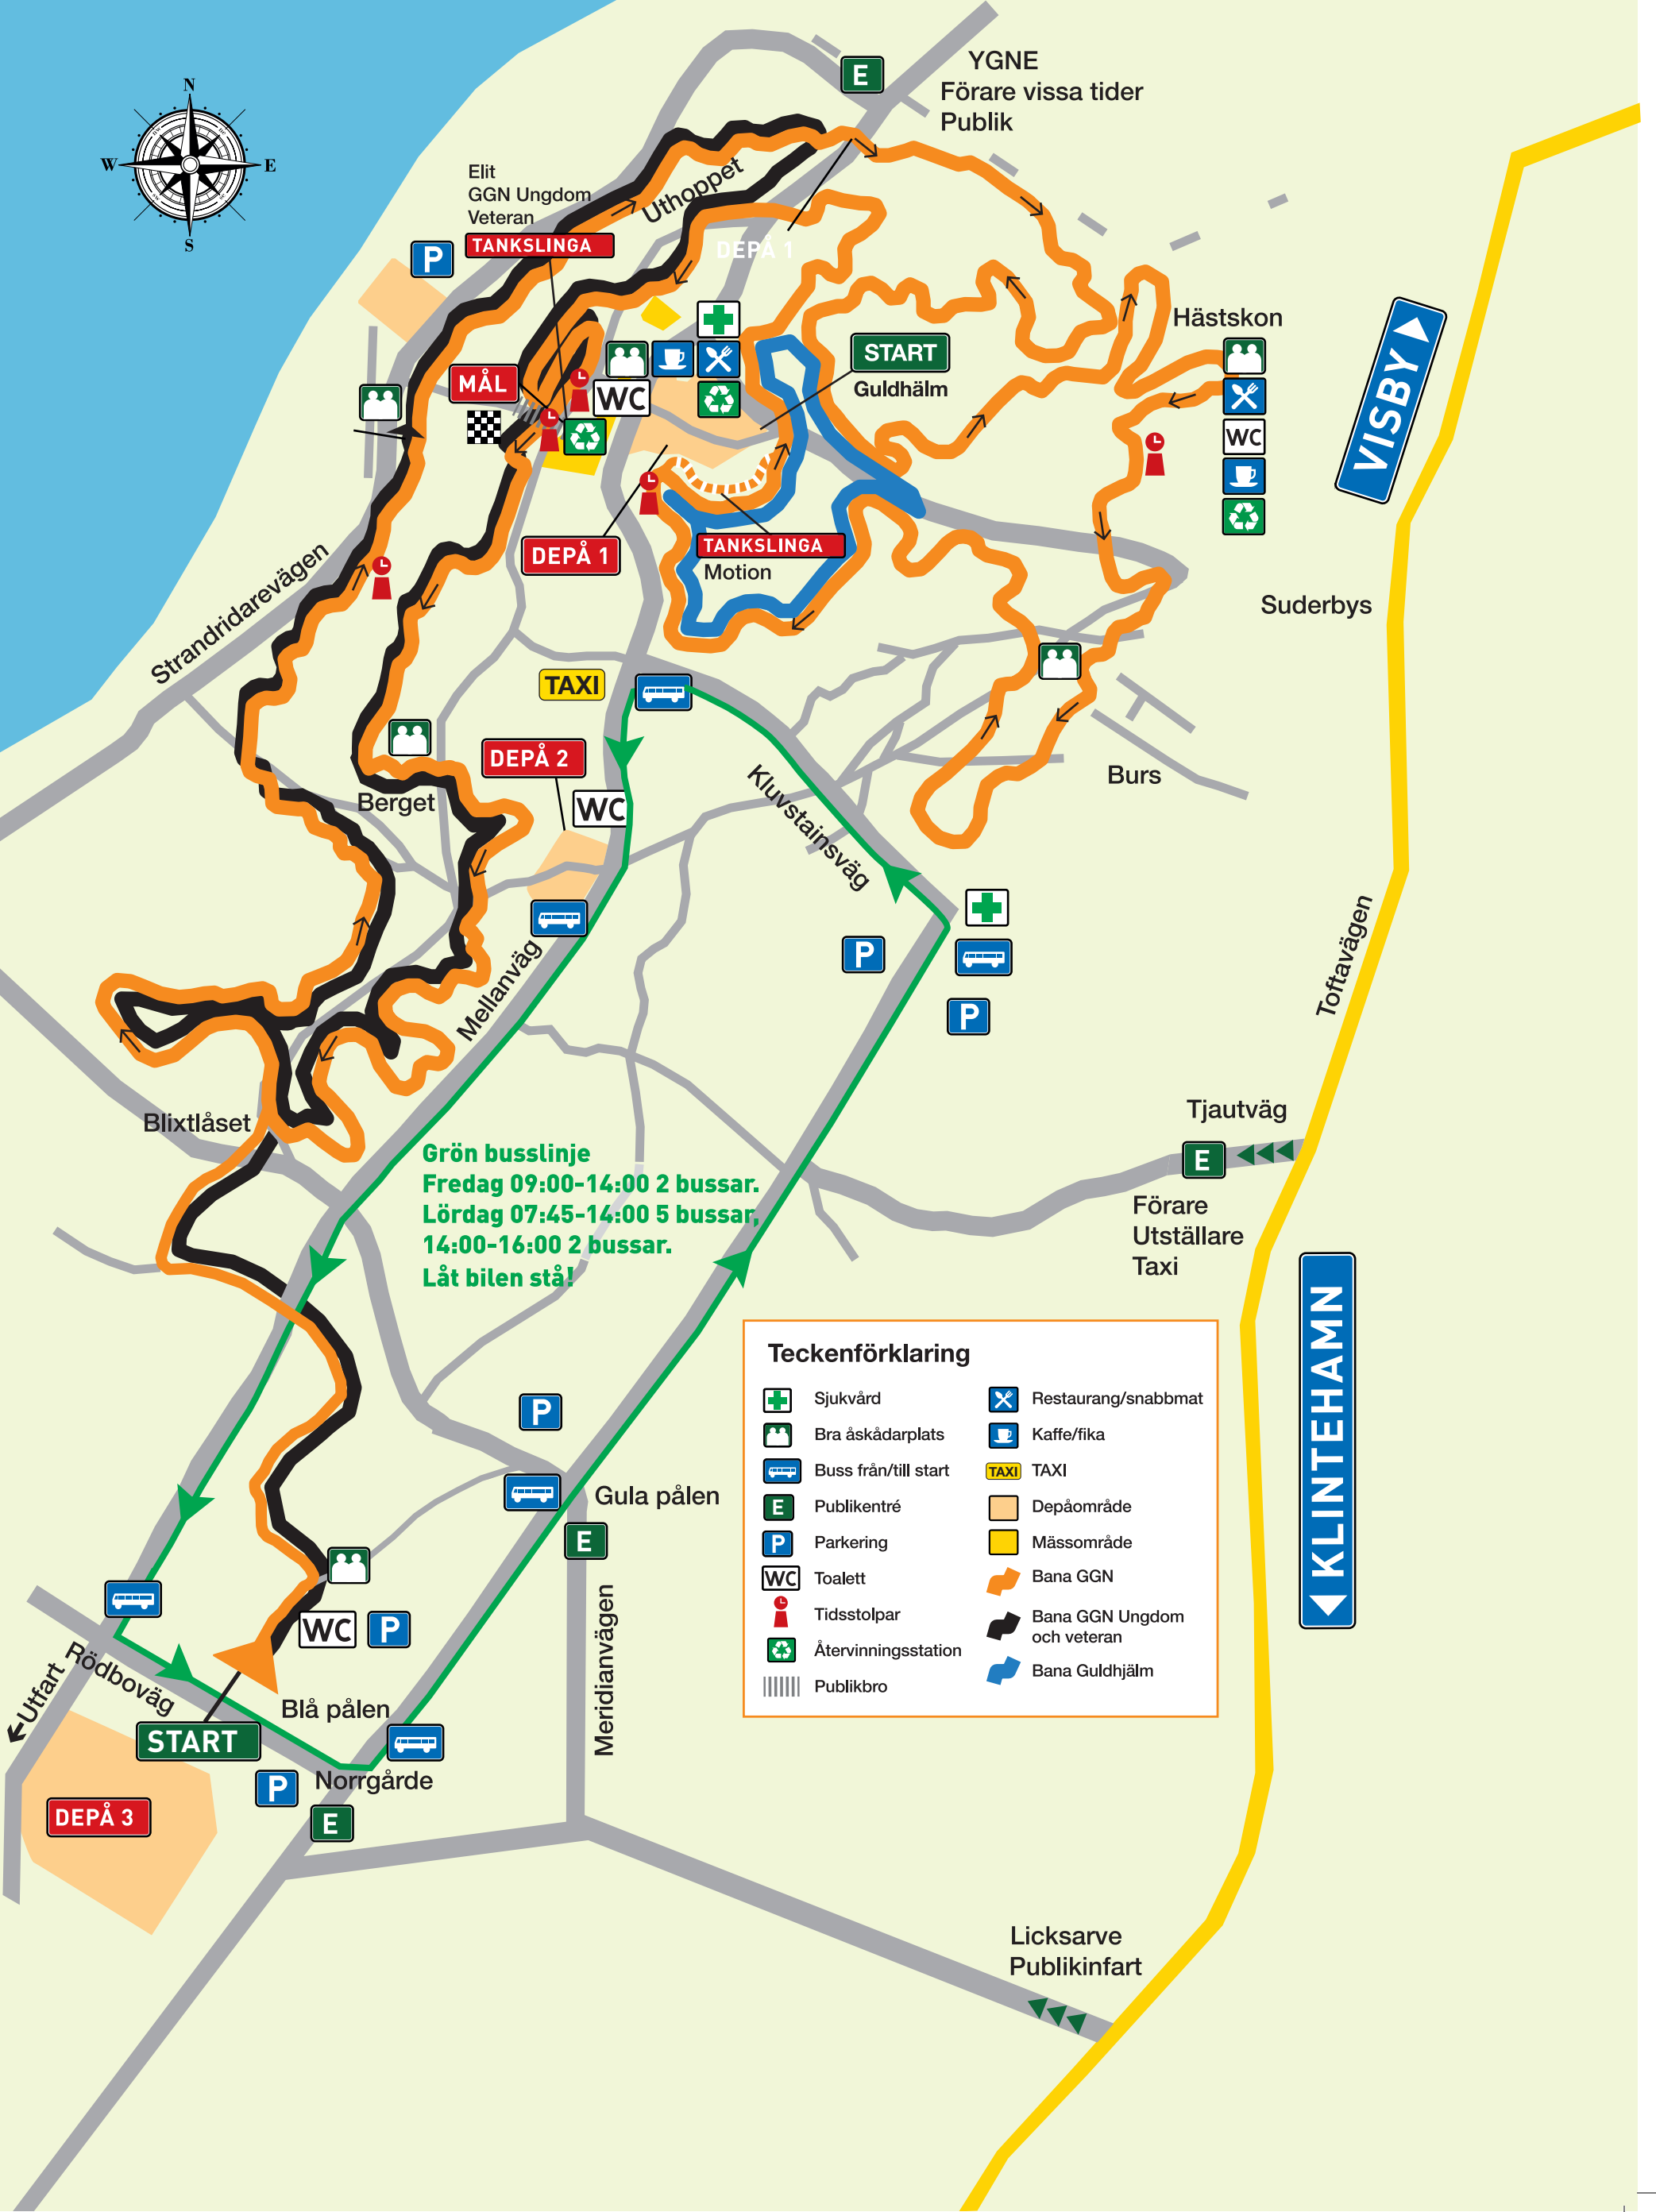 YGNE
Förare vissa tider
Publik
E
N
W
E
S
Elit
GGN Ungdom
Veteran
TANKSLINGA
Uthoppet
P
DEPÅ 1
Hästskon
VISBY
START
Guldhälm
MÅL
WC
WC
DEPÅ 1
TANKSLINGA
Motion
Strandridarevägen
Suderbys
TAXI
DEPÅ 2
WC
Berget
Burs
Kluvstainsväg
Mellanväg
P
P
Toftavägen
Blixtlåset
Tjautväg
E
Förare
Utställare
Taxi
Grön busslinje
Fredag 09:00-14:00 2 bussar.
Lördag 07:45-14:00 5 bussar,
14:00-16:00 2 bussar.
Låt bilen stå!
KLINTEHAMN
P
Gula pålen
E
Meridianvägen
Teckenförklaring
Sjukvård
Bra åskådarplats
Buss från/till start
E Publikentré
P Parkering
WC Toalett
Tidsstolpar
Återvinningsstation
Publikbro
Restaurang/snabbmat
Kaffe/fika
TAXI TAXI
Depåområde
Mässområde
Bana GGN
Bana GGN Ungdom
och veteran
Bana Guldhjälm
WC
P
Rödboväg
Utfart
Blå pålen
START
P
Norrgårde
E
DEPÅ 3
Licksarve
Publikinfart